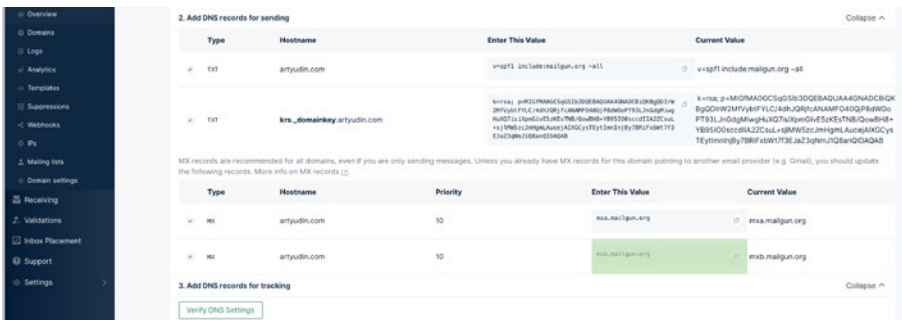 Overview
Domains
Logs
Analytics
Templates
Suppressions
Webhooks
IPs
Mailing lists
Domain settings
Receiving
Validations
Inbox Placement
Support
Settings
2. Add DNS records for sending
Collapse
Type Hostname Enter This Value Current Value
TXT artyudin.com v=spf1 include:mailgun.org ~all v=spf1 include:mailgun.org ~all
TXT krs._domainkey.artyudin.com
MX records are recommended for all domains, even if you are only sending messages. Unless you already have MX records for this domain pointing to another email provider (e.g. Gmail), you should update
the following records. More info on MX records
Type Hostname Priority Enter This Value Current Value
MX artyudin.com 10 mxa.mailgun.org mxa.mailgun.org
MX artyudin.com 10 mxb.mailgun.org mxb.mailgun.org
3. Add DNS records for tracking
Collapse
Verify DNS Settings